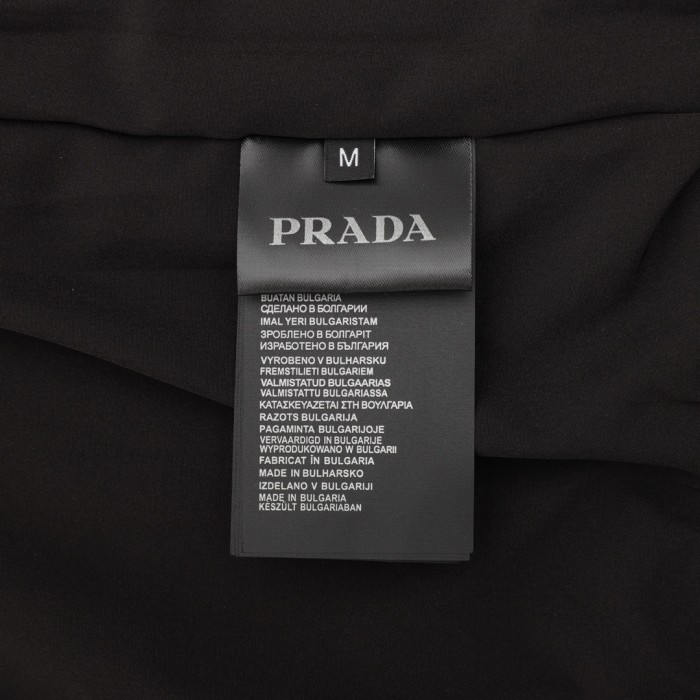 M
PRADA
BUATAN BULGARIA
СДЕЛАНО В БОЛГАРИИ
IMAL YERI BULGARISTAM
ЗРОБЛЕНО В БОЛГАРІТ
ИЗРАБОТЕНО В БЪЛГАРИЯ
VYROBENO V BULHARSKU
FREMSTILIETI BULGARIEM
VALMISTATUD BULGAARIAS
VALMISTATTU BULGARIASSA
ΚΑΤΑΣΚΕΥΑΖΕΤΑΙ ΣΤΗ ΒΟΥΛΓΑΡΙΑ
RAZOTS BULGARIJA
PAGAMINTA BULGARIJOJE
VERVAARDIGD IN BULGARIJE
WYPRODUKOWANO W BULGARII
FABRICAT ÎN BULGARIA
MADE IN BULHARSKO
IZDELANO V BULGARIJI
MADE IN BULGARIA
KÉSZÜLT BULGARIABAN